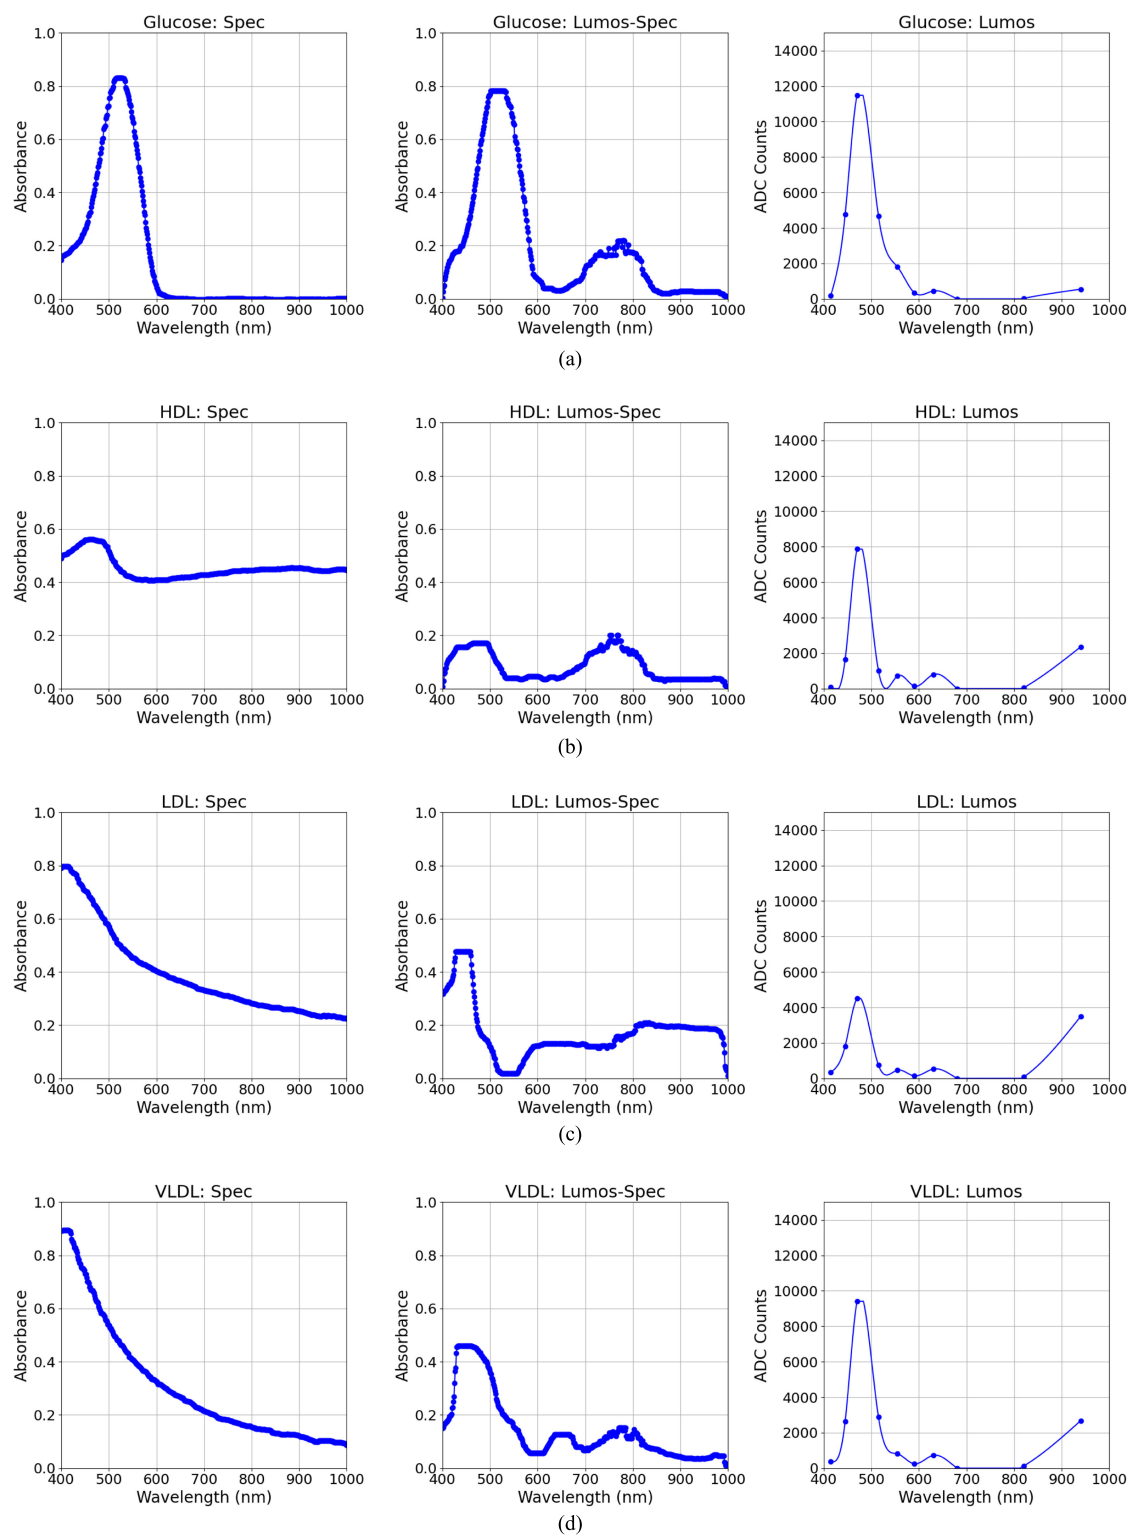 Glucose: Spec
1.0
0.8
0.6
0.4
0.2
0.0
Absorbance
400 500 600 700 800 900 1000
Wavelength (nm)
Glucose: Lumos-Spec
1.0
0.8
0.6
0.4
0.2
0.0
Absorbance
400 500 600 700 800 900 1000
Wavelength (nm)
Glucose: Lumos
14000
12000
10000
8000
6000
4000
2000
0
ADC Counts
400 500 600 700 800 900 1000
Wavelength (nm)
(a)
HDL: Spec
1.0
0.8
0.6
0.4
0.2
0.0
Absorbance
400 500 600 700 800 900 1000
Wavelength (nm)
HDL: Lumos-Spec
1.0
0.8
0.6
0.4
0.2
0.0
Absorbance
400 500 600 700 800 900 1000
Wavelength (nm)
HDL: Lumos
14000
12000
10000
8000
6000
4000
2000
0
ADC Counts
400 500 600 700 800 900 1000
Wavelength (nm)
(b)
LDL: Spec
1.0
0.8
0.6
0.4
0.2
0.0
Absorbance
400 500 600 700 800 900 1000
Wavelength (nm)
LDL: Lumos-Spec
1.0
0.8
0.6
0.4
0.2
0.0
Absorbance
400 500 600 700 800 900 1000
Wavelength (nm)
LDL: Lumos
14000
12000
10000
8000
6000
4000
2000
0
ADC Counts
400 500 600 700 800 900 1000
Wavelength (nm)
(c)
VLDL: Spec
1.0
0.8
0.6
0.4
0.2
0.0
Absorbance
400 500 600 700 800 900 1000
Wavelength (nm)
VLDL: Lumos-Spec
1.0
0.8
0.6
0.4
0.2
0.0
Absorbance
400 500 600 700 800 900 1000
Wavelength (nm)
VLDL: Lumos
14000
12000
10000
8000
6000
4000
2000
0
ADC Counts
400 500 600 700 800 900 1000
Wavelength (nm)
(d)